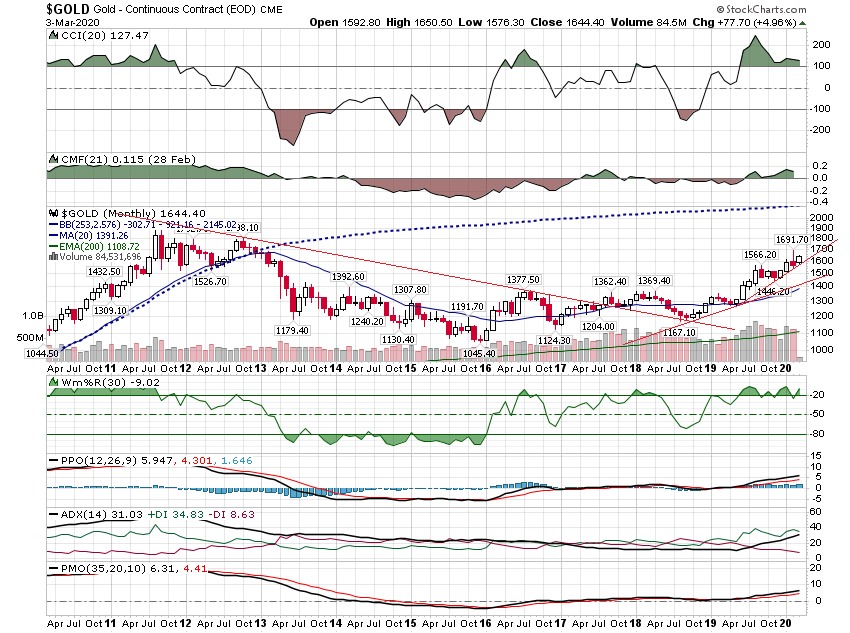 $GOLD Gold - Continuous Contract (EOD) CME
© StockCharts.com
3-Mar-2020
Open 1592.80 High 1650.50 Low 1576.30 Close 1644.40 Volume 84.5M Chg +77.70 (+4.96%)
CCI(20) 127.47
200
100
0
-100
-200
CMF(21) 0.115 (28 Feb)
0.2
0.0
-0.2
-0.4
$GOLD (Monthly) 1644.40
BB(253,2.576) -302.71 - 921.16 - 2145.02
MA(20) 1391.26
EMA(200) 1108.72
Volume 84,531,696
2000
1900
1800
1700
1600
1500
1400
1300
1200
1100
1000
1.0B
500M
1044.50
1432.50
1309.10
1526.70
1179.40
1392.60
1240.20
1307.80
1130.40
1191.70
1045.40
1377.50
1124.30
1362.40
1204.00
1369.40
1167.10
1566.20
1446.20
1691.70
Apr Jul Oct 11 Apr Jul Oct 12 Apr Jul Oct 13 Apr Jul Oct 14 Apr Jul Oct 15 Apr Jul Oct 16 Apr Jul Oct 17 Apr Jul Oct 18 Apr Jul Oct 19 Apr Jul Oct 20
Wm%R(30) -9.02
-20
-50
-80
PPO(12,26,9) 5.947, 4.301, 1.646
15
10
5
0
-5
ADX(14) 31.03 +DI 34.83 -DI 8.63
60
40
20
0
PMO(35,20,10) 6.31, 4.41
20
10
0
Apr Jul Oct 11 Apr Jul Oct 12 Apr Jul Oct 13 Apr Jul Oct 14 Apr Jul Oct 15 Apr Jul Oct 16 Apr Jul Oct 17 Apr Jul Oct 18 Apr Jul Oct 19 Apr Jul Oct 20